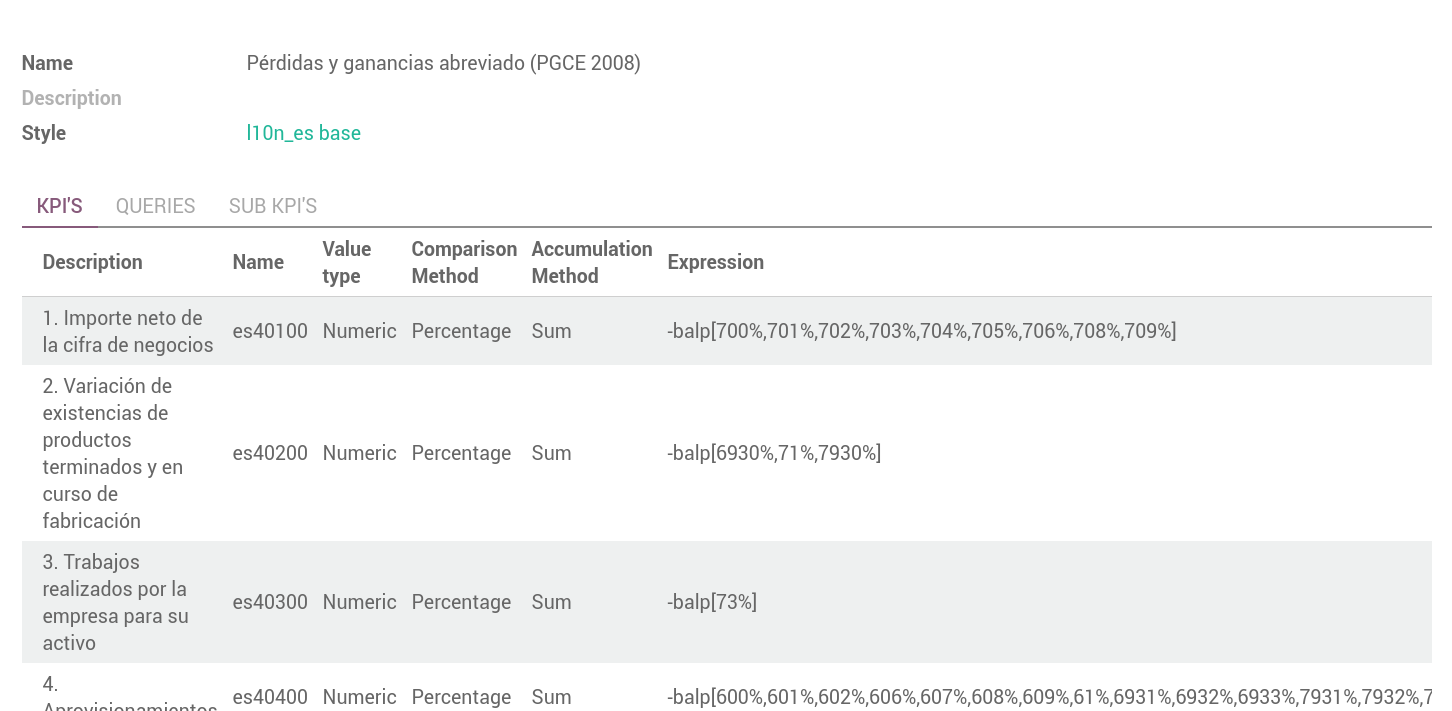 Name Pérdidas y ganancias abreviado (PGCE 2008)
Description
Style l10n_es base
KPI'S QUERIES SUB KPI'S
Description Name Value type Comparison Method Accumulation Method Expression
1. Importe neto de
la cifra de negocios es40100 Numeric Percentage Sum -balp[700%,701%,702%,703%,704%,705%,706%,708%,709%]
2. Variación de
existencias de
productos
terminados y en
curso de
fabricación es40200 Numeric Percentage Sum -balp[6930%,71%,7930%]
3. Trabajos
realizados por la
empresa para su
activo es40300 Numeric Percentage Sum -balp[73%]
4.
Aprovisionamientos es40400 Numeric Percentage Sum -balp[600%,601%,602%,606%,607%,608%,609%,61%,6931%,6932%,6933%,7931%,7932%,7